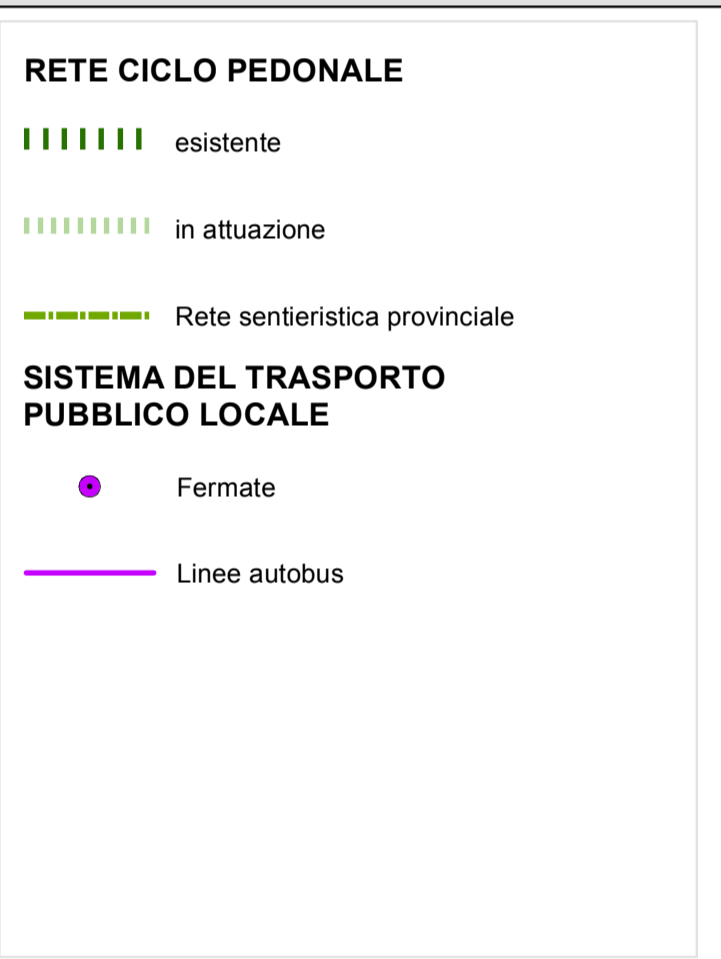 RETE CICLO PEDONALE
esistente
in attuazione
Rete sentieristica provinciale
SISTEMA DEL TRASPORTO
PUBBLICO LOCALE
Fermate
Linee autobus